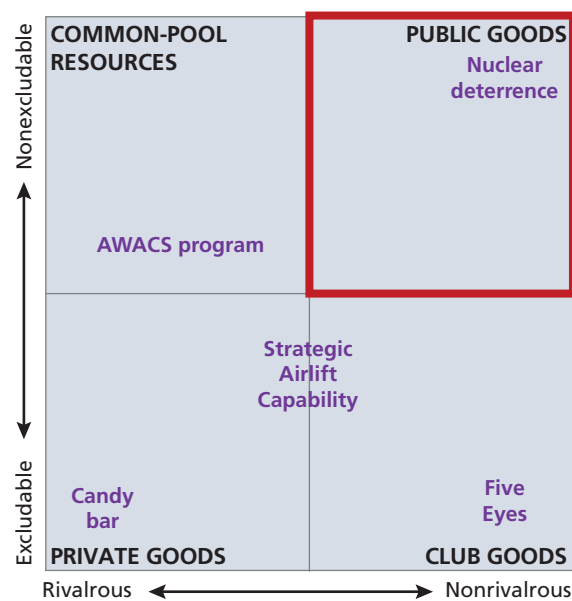 COMMON-POOL
RESOURCES
PUBLIC GOODS
Nuclear
deterrence
AWACS program
Strategic
Airlift
Capability
Candy
bar
Five
Eyes
PRIVATE GOODS
CLUB GOODS
Nonexcludable
Excludable
Rivalrous
Nonrivalrous